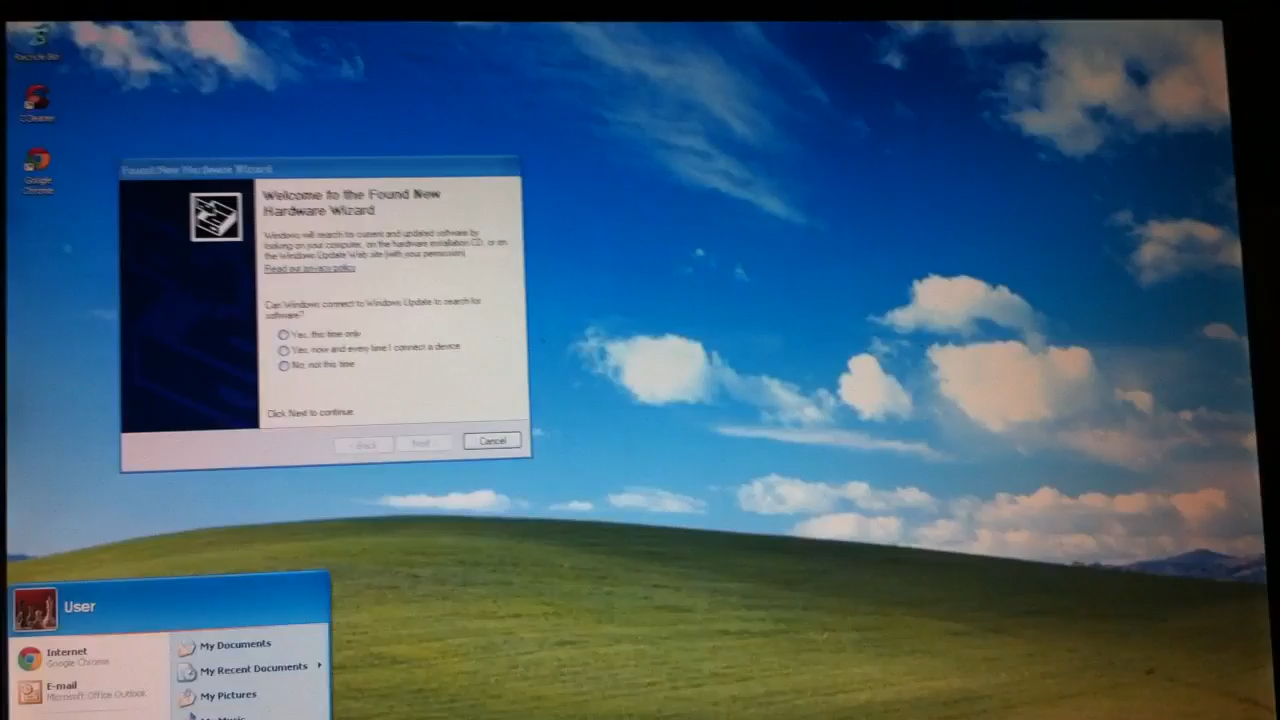 Recycle Bin
CCleaner
Google
Chrome
Found New Hardware Wizard
Welcome to the Found New
Hardware Wizard
Windows will search for current and updated software by
looking on your computer, on the hardware installation CD, or on
the Windows Update Web site (with your permission).
Read our privacy policy
Can Windows connect to Windows Update to search for
software?
Yes, this time only
Yes, now and every time I connect a device
No, not this time
Click Next to continue.
< Back
Next >
Cancel
User
Internet
Google Chrome
E-mail
Microsoft Office Outlook
My Documents
My Recent Documents
My Pictures
My Music